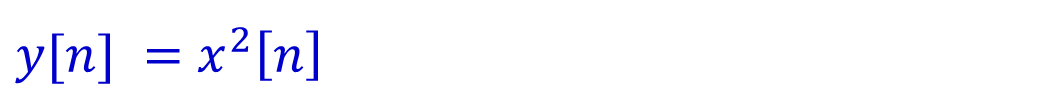 y[n] = x²[n]